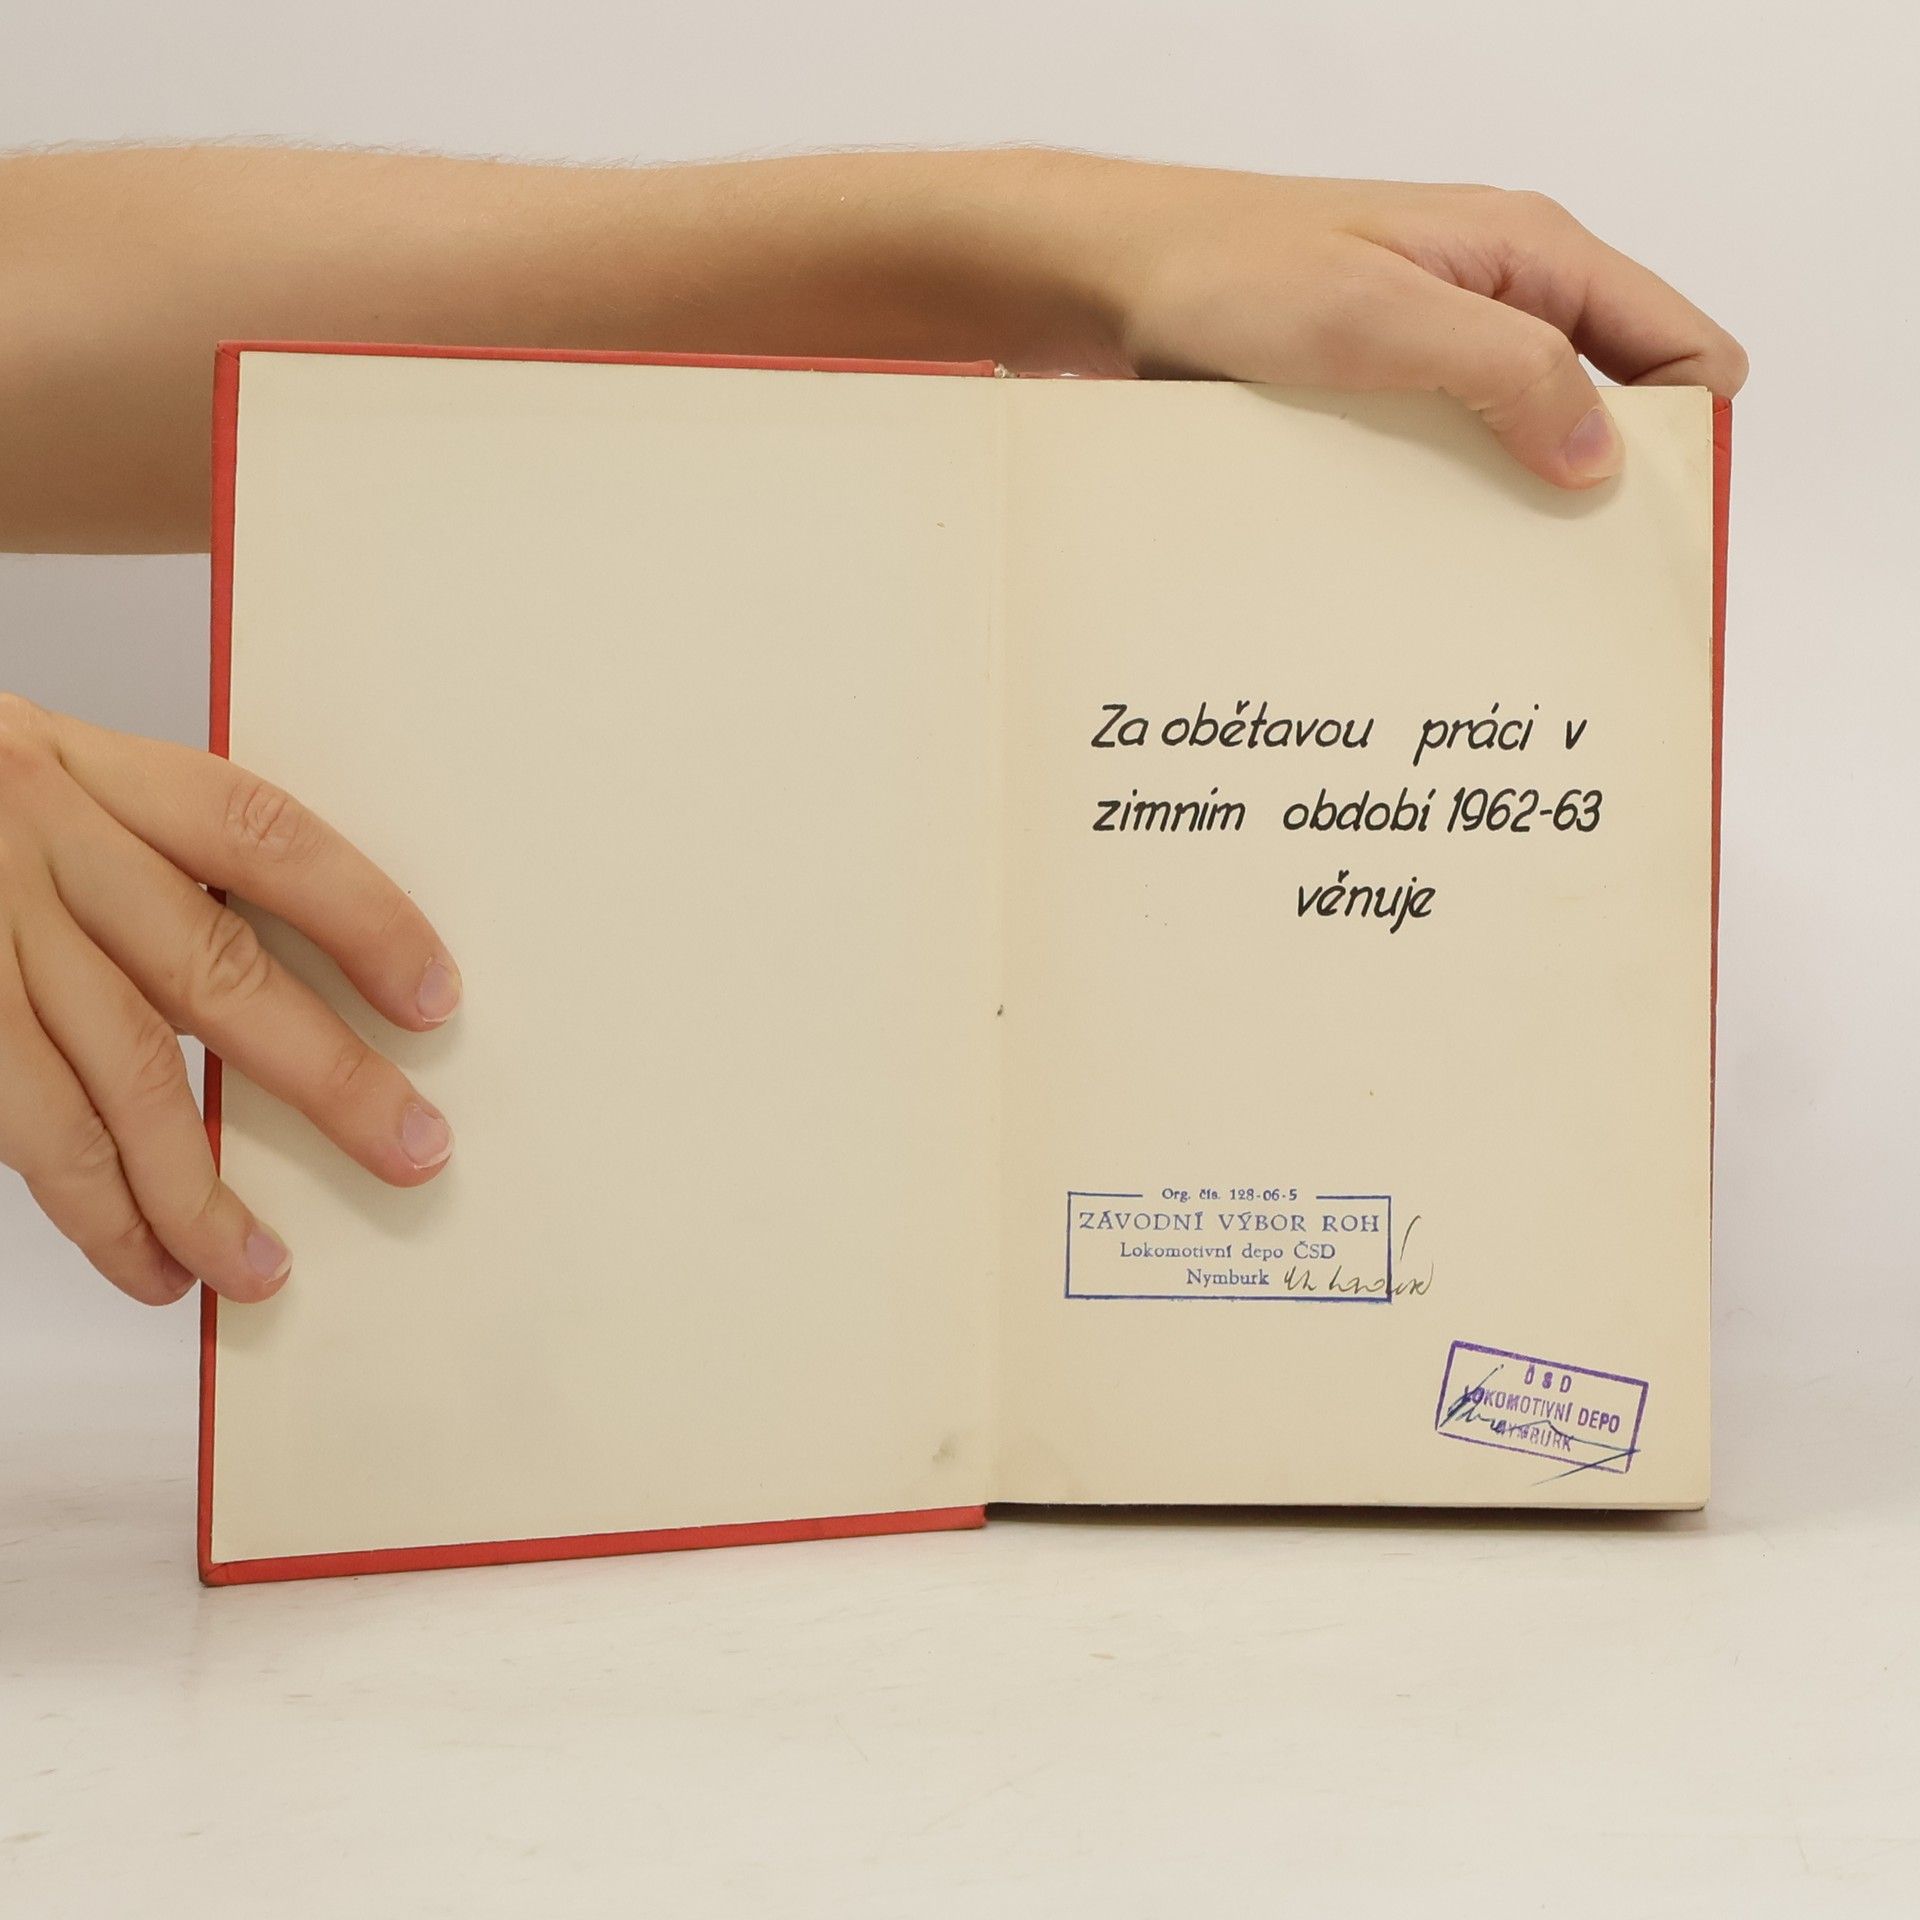 Za obětavou práci v
zimním období 1962-63
věnuje
Org. čís. 128-06-5
ZÁVODNÍ VÝBOR ROH
Lokomotivní depo ČSD
Nymburk
ČSD
LOKOMOTIVNÍ DEPO
NYMBURK